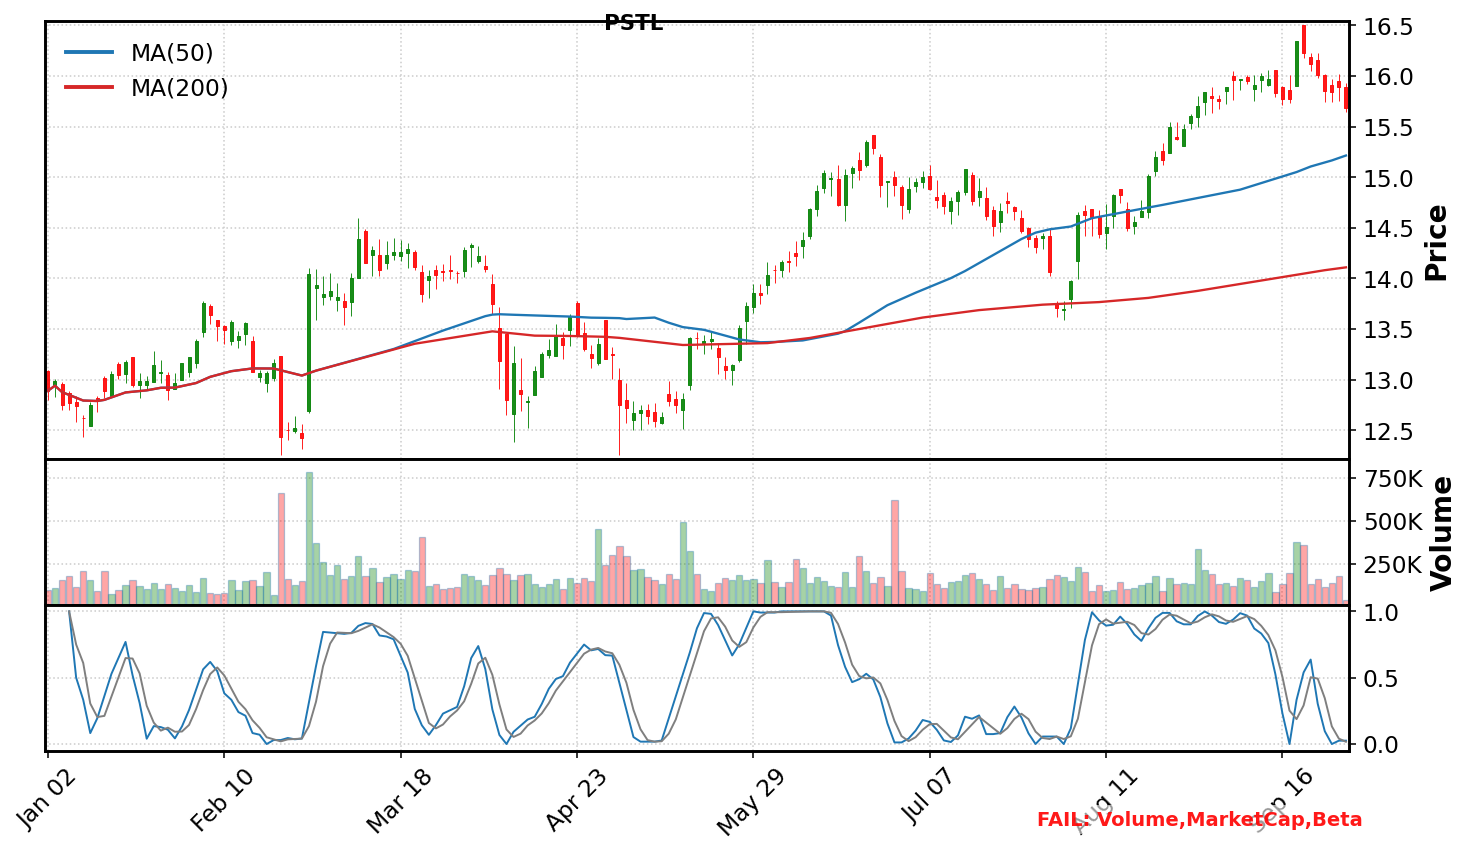 PSTL
MA(50)
MA(200)
16.5
16.0
15.5
15.0
14.5
14.0
13.5
13.0
12.5
Price
750K
500K
250K
Volume
1.0
0.5
0.0
Jan 02
Feb 10
Mar 18
Apr 23
May 29
Jul 07
Aug 11
Sep 16
FAIL: Volume,MarketCap,Beta